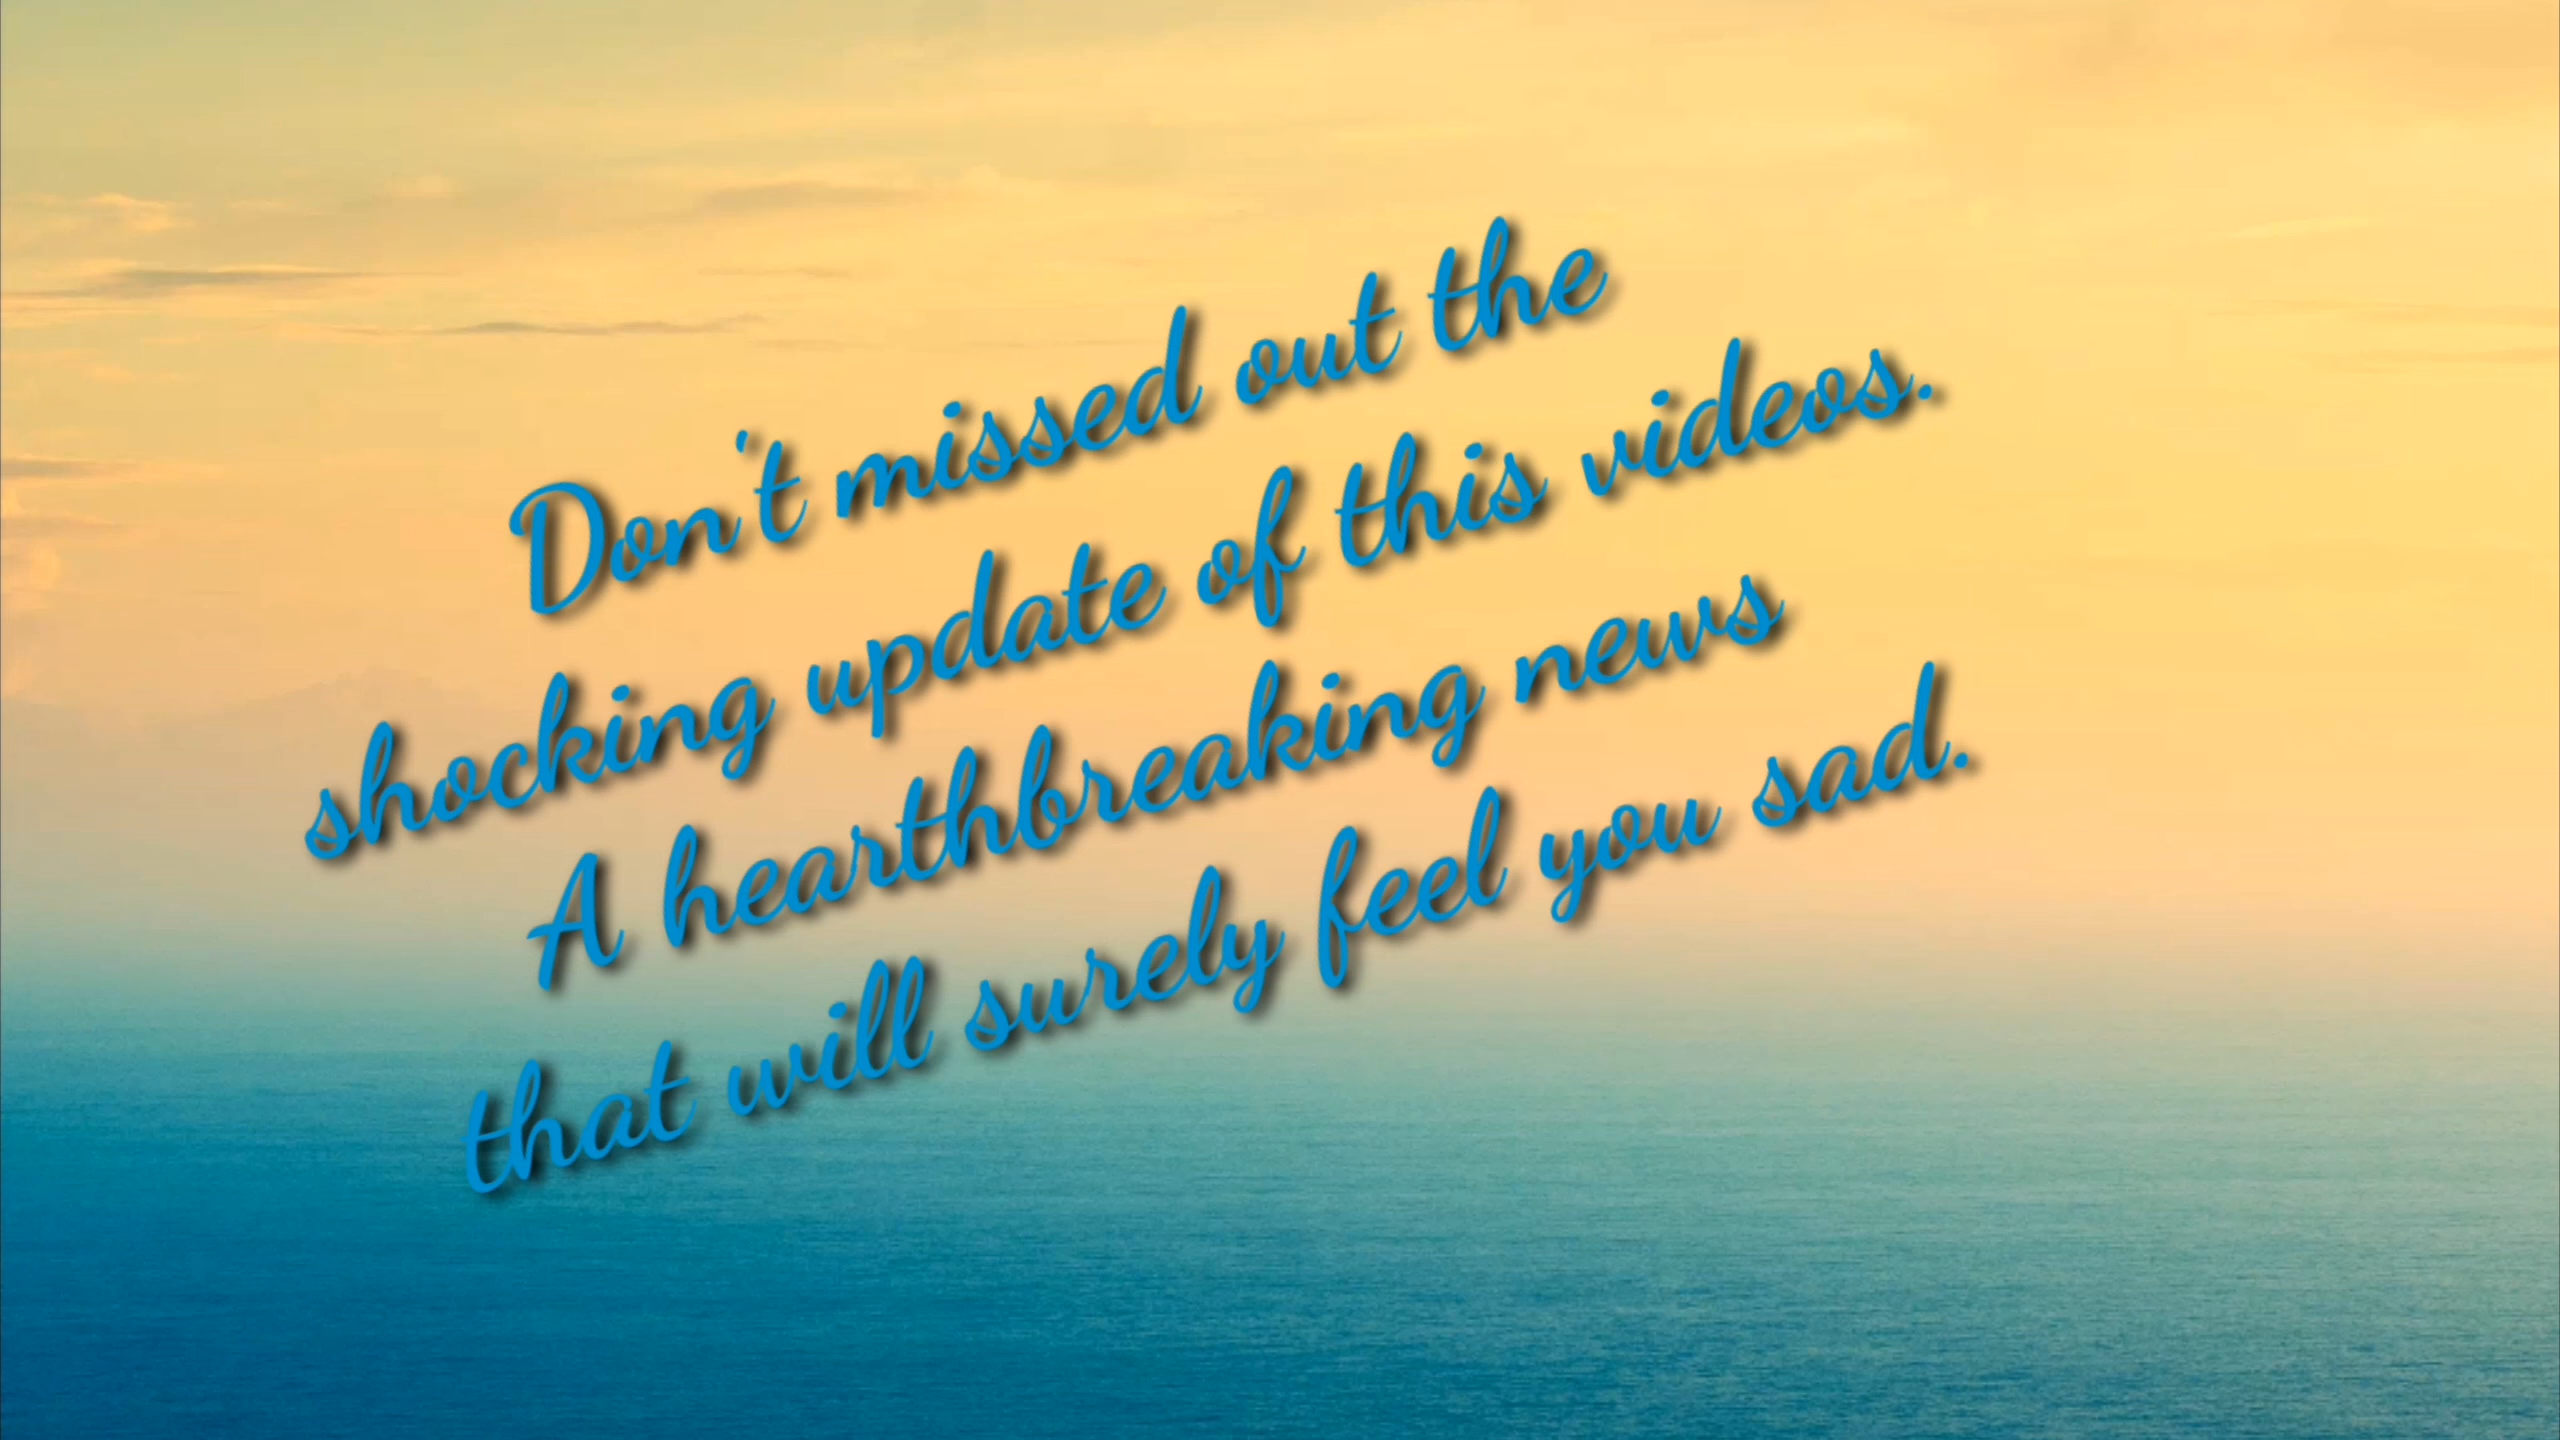 Don't missed out the
shocking update of this videos.
A hearthbreaking news
that will surely feel you sad.